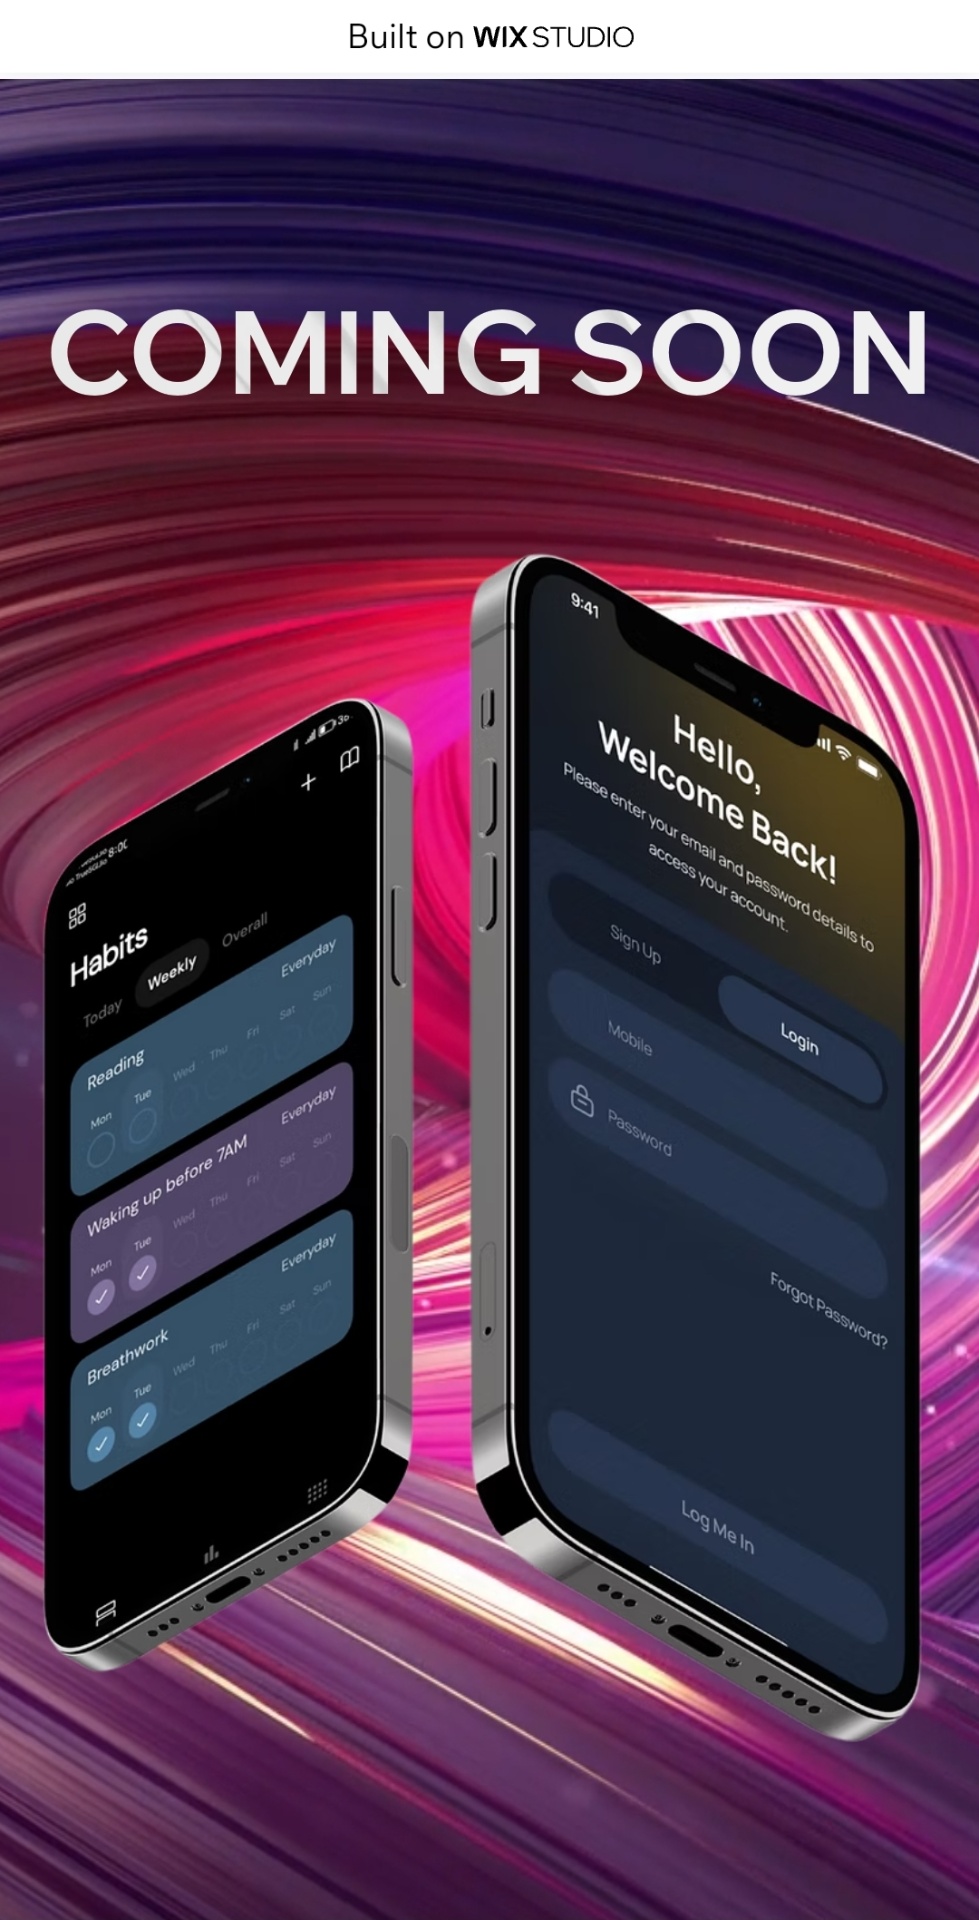 Built on WIX STUDIO
COMING SOON
8:00
Habits
Today Weekly Overall
Reading Everyday
Mon Tue Wed Thu Fri Sat Sun
Waking up before 7AM Everyday
Mon Tue Wed Thu Fri Sat Sun
Breathwork Everyday
Mon Tue Wed Thu Fri Sat Sun
9:41
Hello,
Welcome Back!
Please enter your email and password details to
access your account.
Sign Up Login
Mobile
Password
Forgot Password?
Log Me In